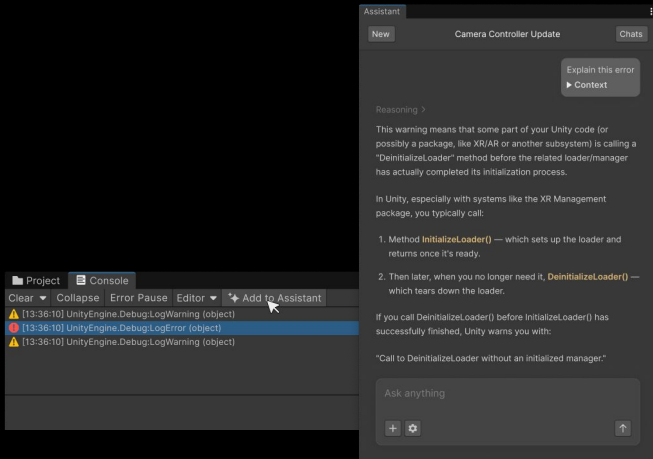 Assistant
New
Camera Controller Update
Chats
Explain this error
Context
Reasoning >
This warning means that some part of your Unity code (or
possibly a package, like XR/AR or another subsystem) is calling a
"DeinitializeLoader" method before the related loader/manager
has actually completed its initialization process.
In Unity, especially with systems like the XR Management
package, you typically call:
1. Method InitializeLoader() — which sets up the loader and
returns once it's ready.
2. Then later, when you no longer need it, DeinitializeLoader() —
which tears down the loader.
If you call DeinitializeLoader() before InitializeLoader() has
successfully finished, Unity warns you with:
"Call to DeinitializeLoader without an initialized manager."
Ask anything
Project
Console
Clear
Collapse
Error Pause
Editor
Add to Assistant
[13:36:10] UnityEngine.Debug:LogWarning (object)
[13:36:10] UnityEngine.Debug:LogError (object)
[13:36:10] UnityEngine.Debug:LogWarning (object)